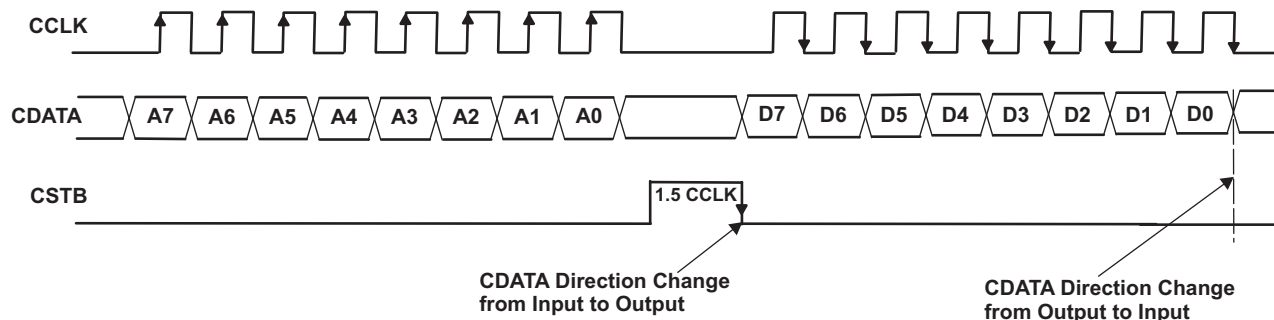 CCLK
CDATA A7 A6 A5 A4 A3 A2 A1 A0 D7 D6 D5 D4 D3 D2 D1 D0
CSTB 1.5 CCLK
CDATA Direction Change
from Input to Output
CDATA Direction Change
from Output to Input